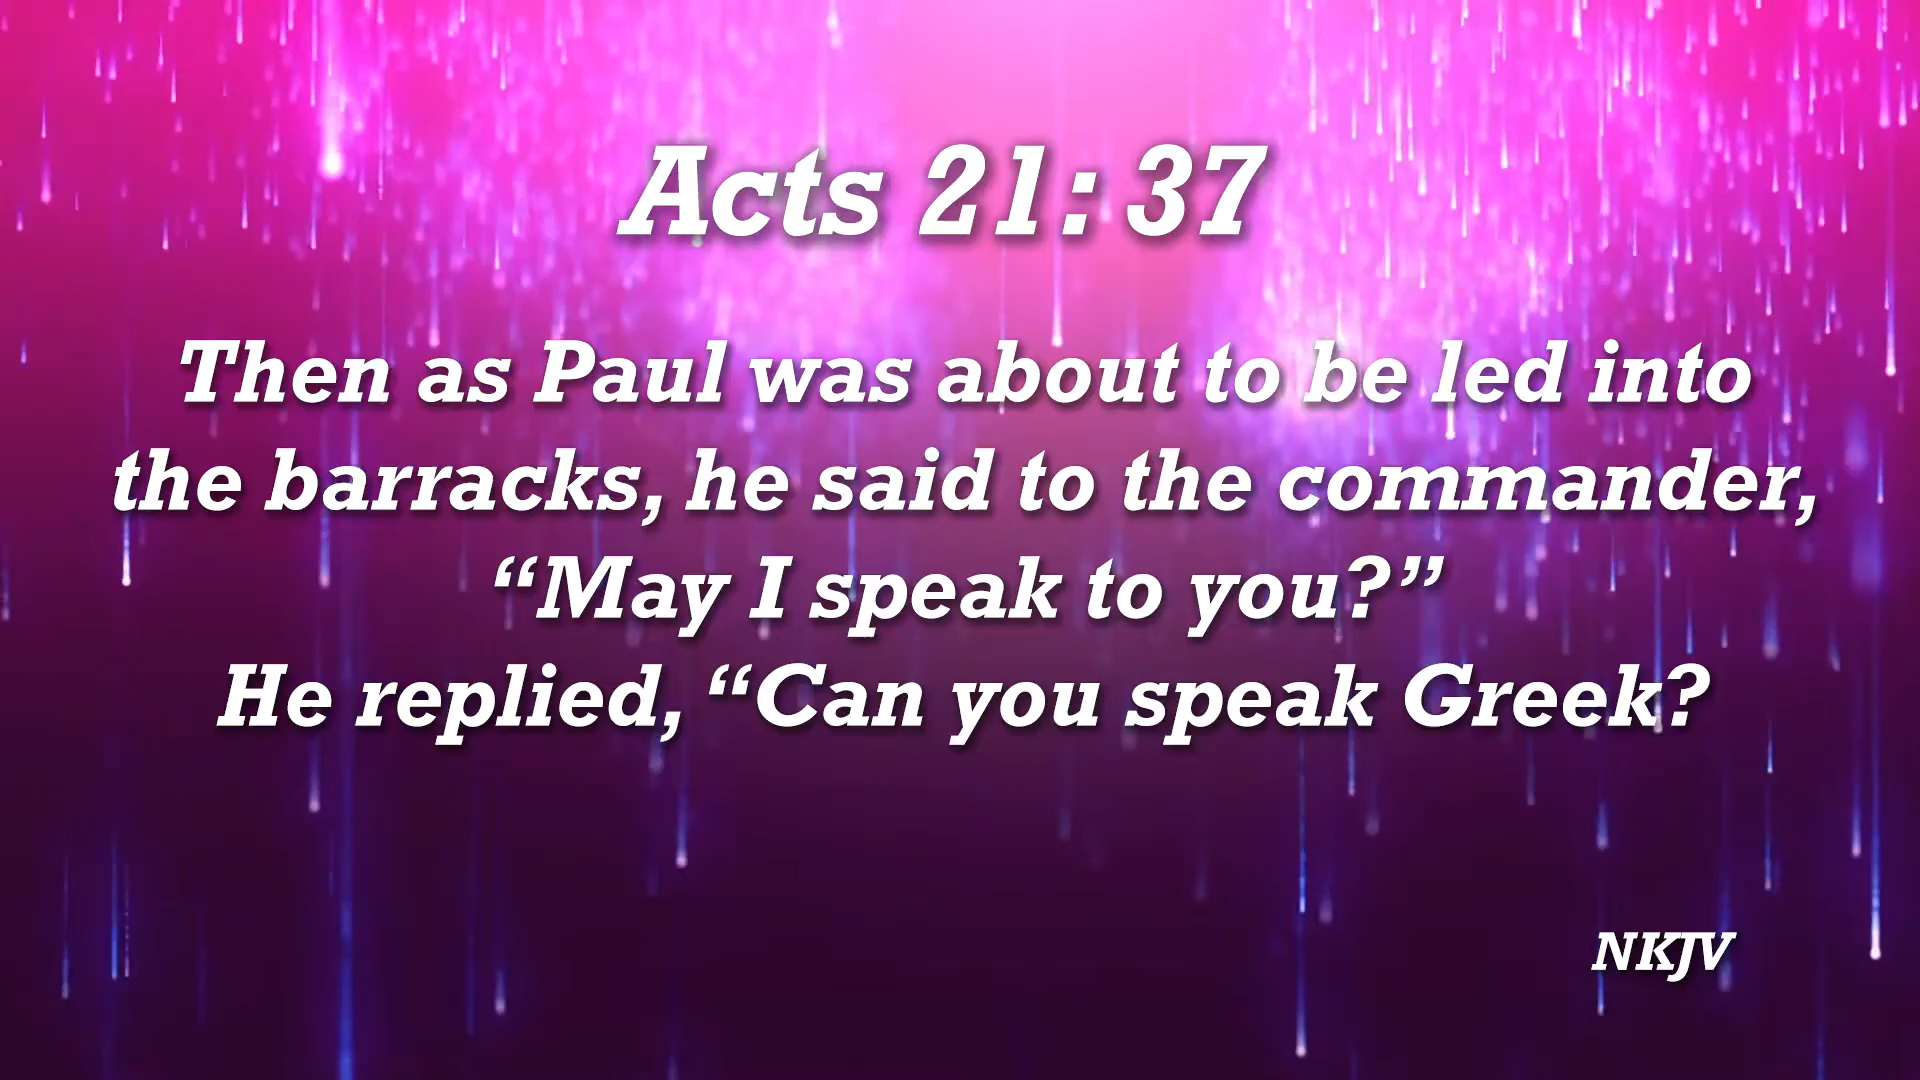 Acts 21: 37
Then as Paul was about to be led into
the barracks, he said to the commander,
“May I speak to you?”
He replied, “Can you speak Greek?
NKJV